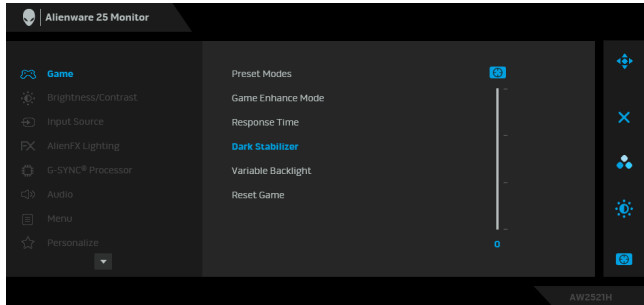 Alienware 25 Monitor
Game
Brightness/Contrast
Input Source
AlienFX Lighting
G-SYNC® Processor
Audio
Menu
Personalize
Preset Modes
Game Enhance Mode
Response Time
Dark Stabilizer
Variable Backlight
Reset Game
0
AW2521H